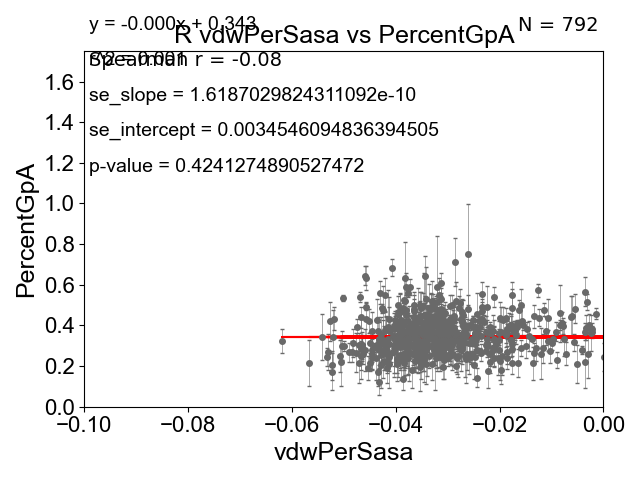 R vdwPerSasa vs PercentGpA
N = 792
y = -0.000x + 0.343
Spearman r = -0.08
se_slope = 1.6187029824311092e-10
se_intercept = 0.0034546094836394505
p-value = 0.4241274890527472
PercentGpA
1.6
1.4
1.2
1.0
0.8
0.6
0.4
0.2
0.0
−0.10
−0.08
−0.06
−0.04
−0.02
0.00
vdwPerSasa